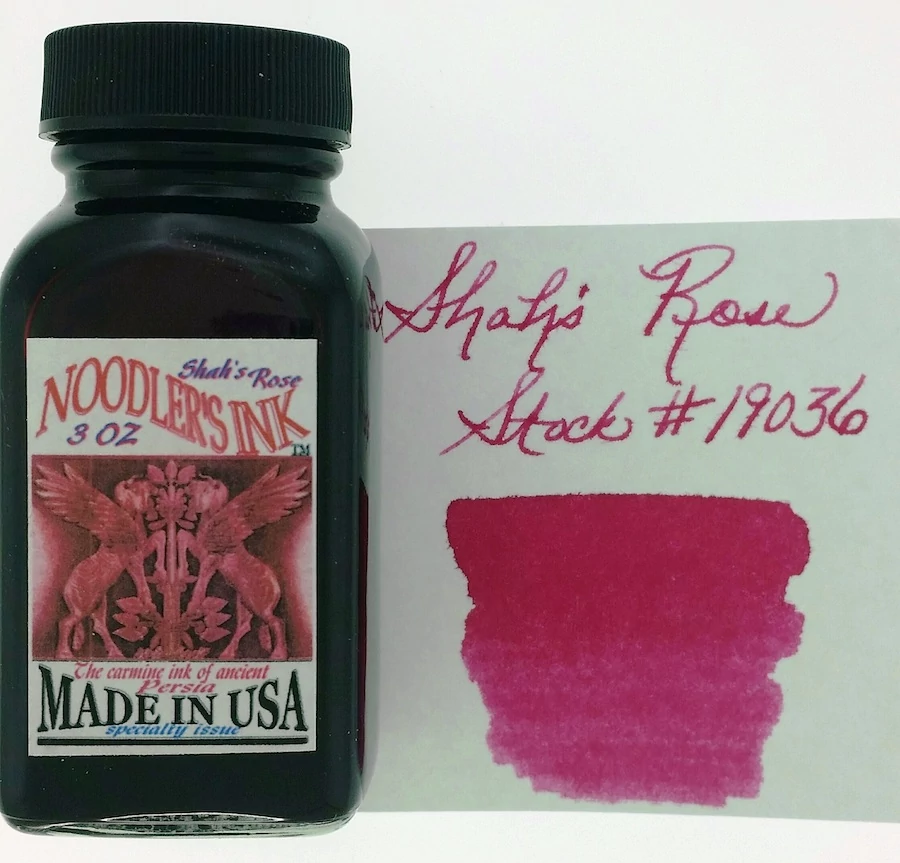 Shah's Rose
NOODLER'S INK
3 OZ
TM
The carmine ink of ancient
Persia
MADE IN USA
specialty issue
Shah's Rose
Stock #19036